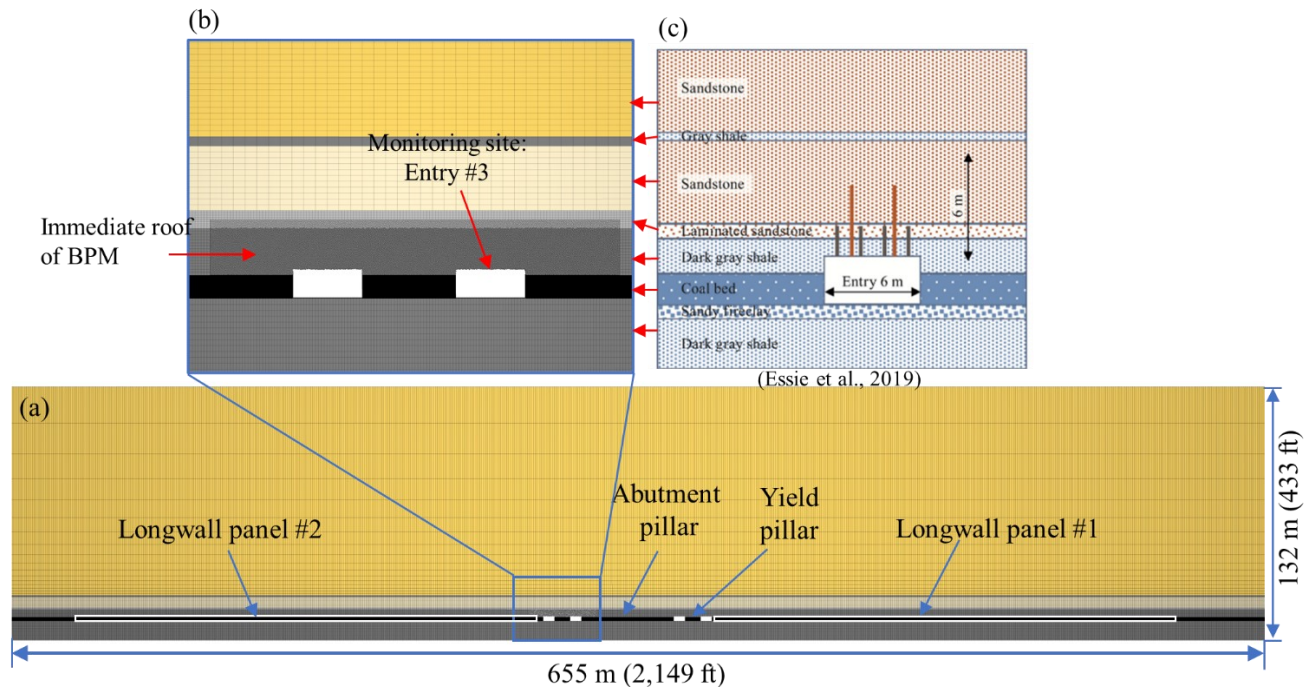 (b)
Monitoring site:
Entry #3
Immediate roof
of BPM
(c)
Sandstone
Gray shale
Sandstone
6 m
Laminated sandstone
Dark gray shale
Entry 6 m
Coal bed
Sandy fireclay
Dark gray shale
(Essie et al., 2019)
(a)
Longwall panel #2
Abutment
pillar
Yield
pillar
Longwall panel #1
132 m (433 ft)
655 m (2,149 ft)